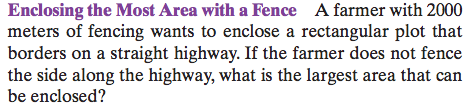 Enclosing the Most Area with a Fence A farmer with 2000
meters of fencing wants to enclose a rectangular plot that
borders on a straight highway. If the farmer does not fence
the side along the highway, what is the largest area that can
be enclosed?